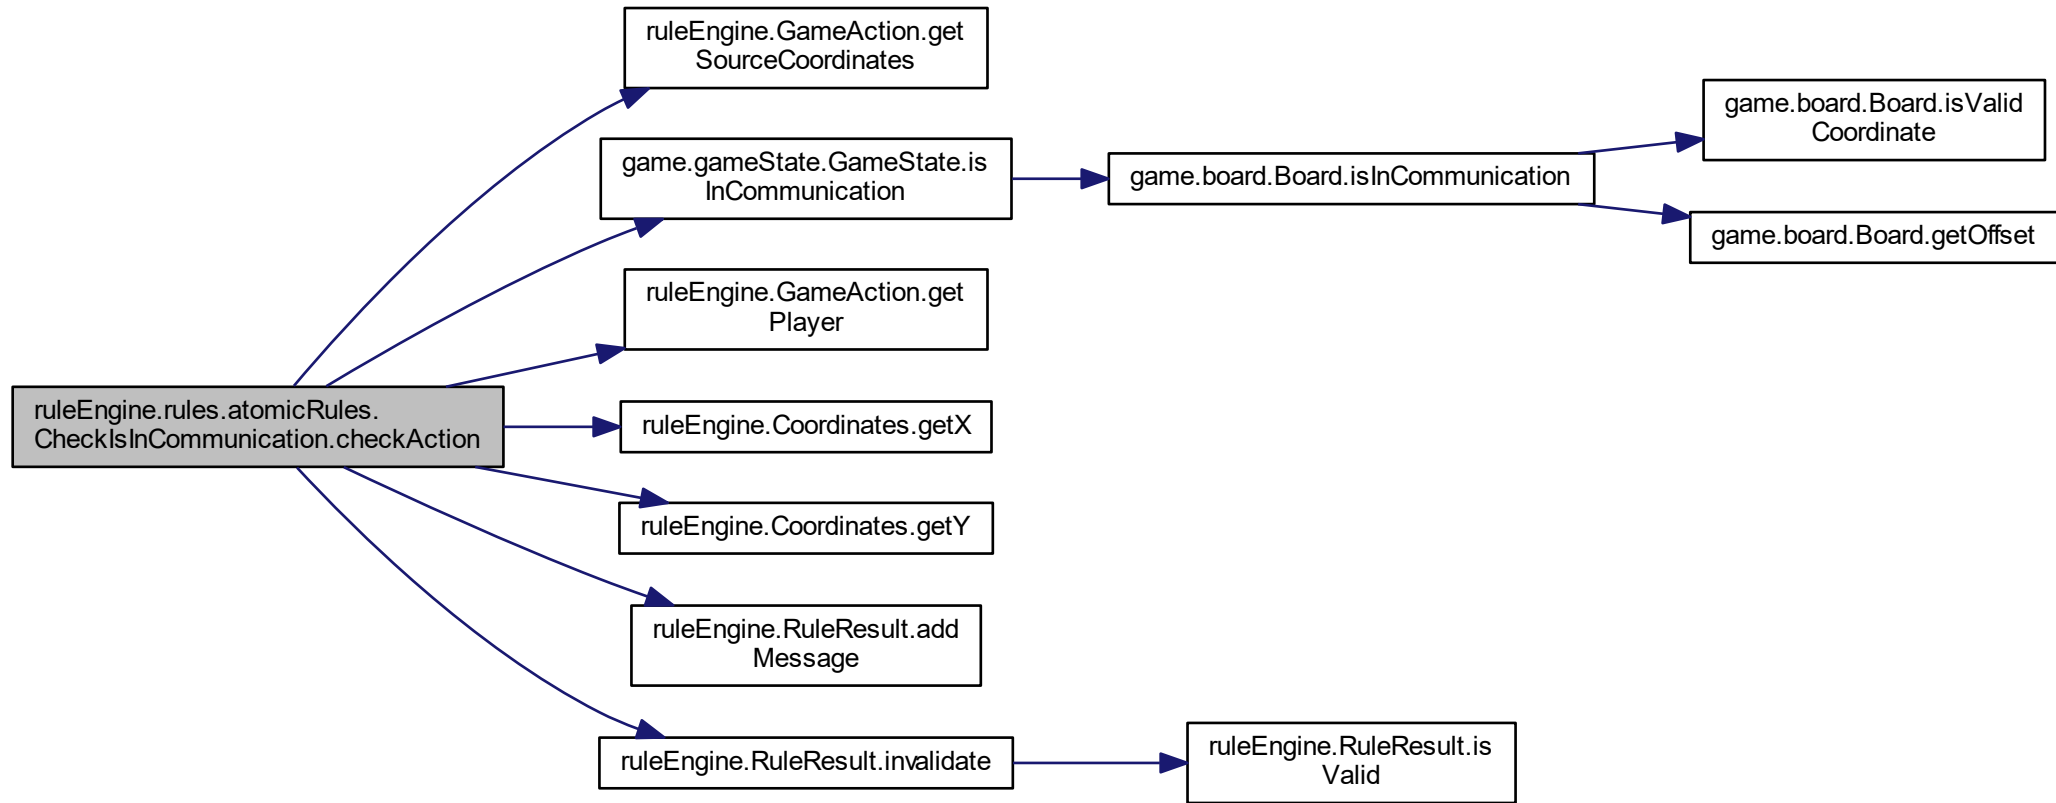 ruleEngine.GameAction.get
SourceCoordinates
game.gameState.GameState.is
InCommunication
game.board.Board.isInCommunication
game.board.Board.isValid
Coordinate
game.board.Board.getOffset
ruleEngine.GameAction.get
Player
ruleEngine.rules.atomicRules.
CheckIsInCommunication.checkAction
ruleEngine.Coordinates.getX
ruleEngine.Coordinates.getY
ruleEngine.RuleResult.add
Message
ruleEngine.RuleResult.invalidate
ruleEngine.RuleResult.is
Valid